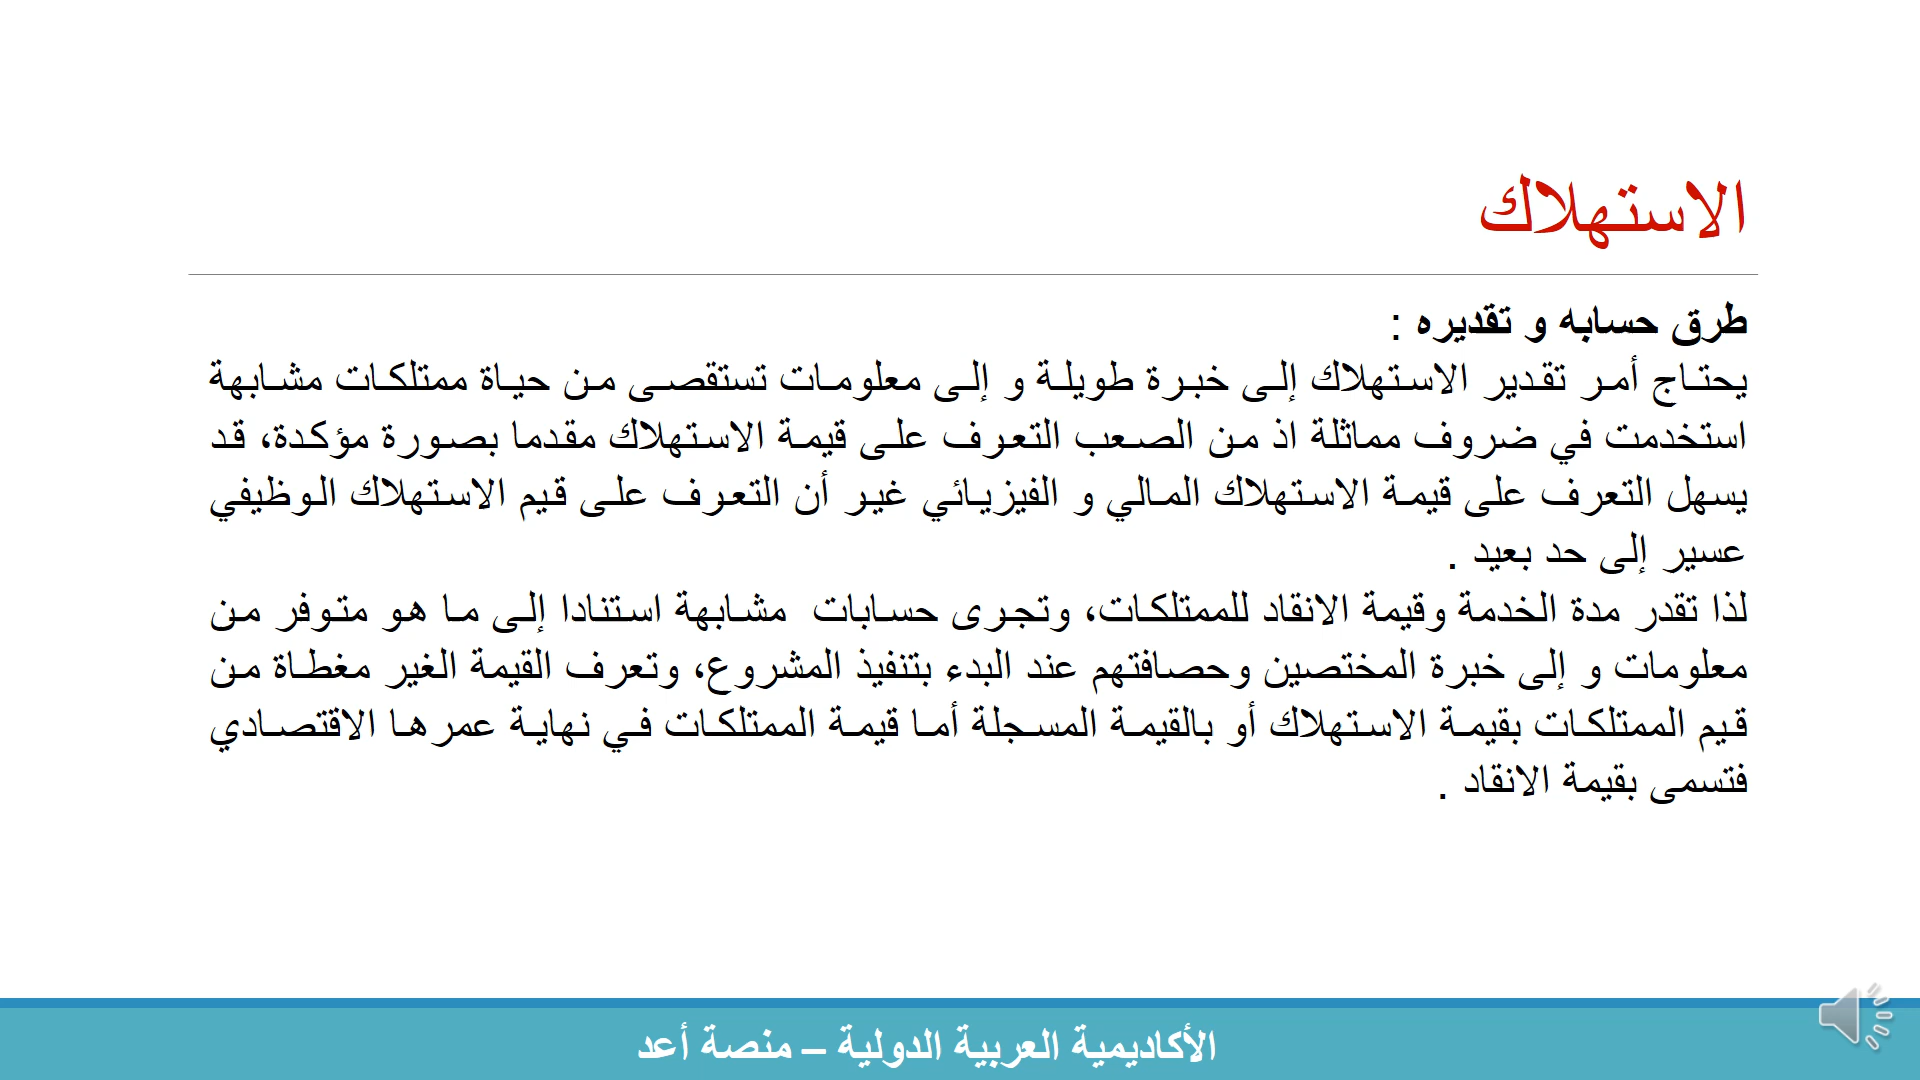 الاستهلاك
طرق حسابه و تقديره :
يحتاج أمر تقدير الاستهلاك إلى خبرة طويلة و إلى معلومات تستقصى من حياة ممتلكات مشابهة
استخدمت في ضروف مماثلة اذ من الصعب التعرف على قيمة الاستهلاك مقدما بصورة مؤكدة، قد
يسهل التعرف على قيمة الاستهلاك المالي و الفيزيائي غير أن التعرف على قيم الاستهلاك الوظيفي
عسير إلى حد بعيد .
لذا تقدر مدة الخدمة وقيمة الانقاد للممتلكات، وتجرى حسابات مشابهة استنادا إلى ما هو متوفر من
معلومات و إلى خبرة المختصين وحصافتهم عند البدء بتنفيذ المشروع، وتعرف القيمة الغير مغطاة من
قيم الممتلكات بقيمة الاستهلاك أو بالقيمة المسجلة أما قيمة الممتلكات في نهاية عمرها الاقتصادي
فتسمى بقيمة الانقاد .
الأكاديمية العربية الدولية – منصة أعد